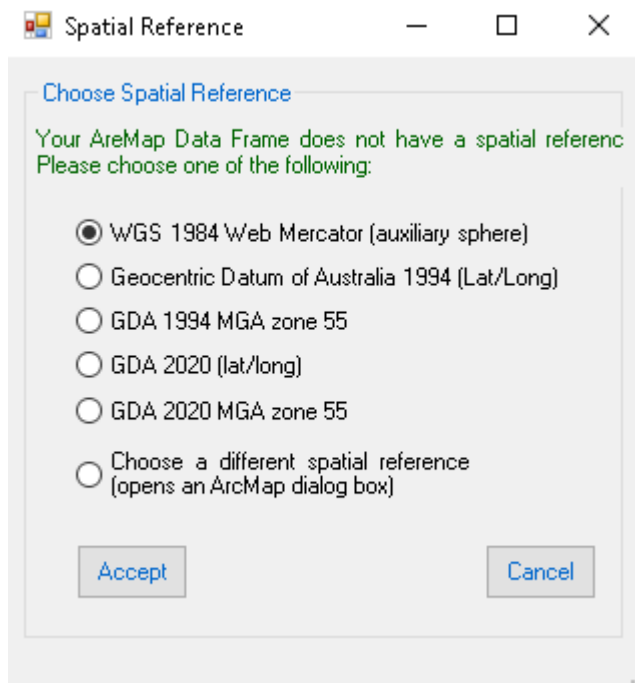 Spatial Reference
Choose Spatial Reference
Your AreMap Data Frame does not have a spatial referenc
Please choose one of the following:
WGS 1984 Web Mercator (auxiliary sphere)
Geocentric Datum of Australia 1994 (Lat/Long)
GDA 1994 MGA zone 55
GDA 2020 (lat/long)
GDA 2020 MGA zone 55
Choose a different spatial reference
(opens an ArcMap dialog box)
Accept
Cancel